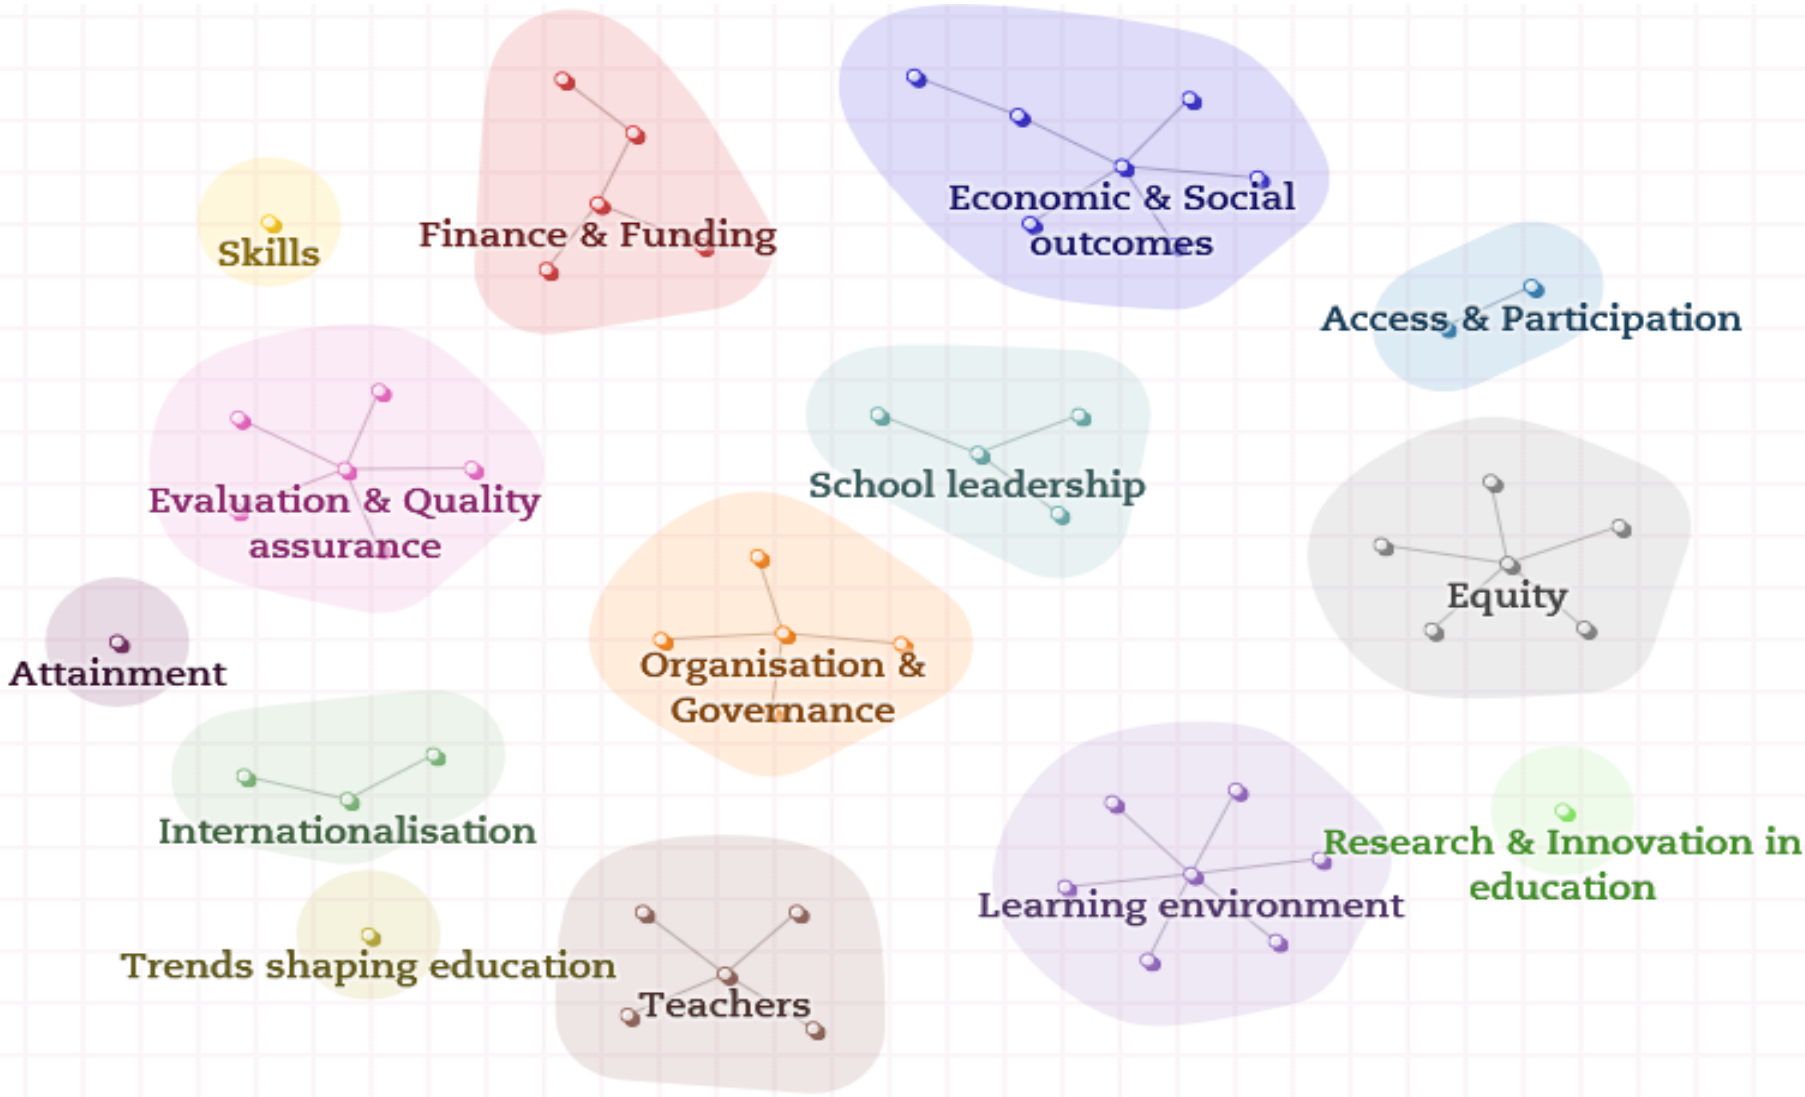 Skills
Finance & Funding
Economic & Social
outcomes
Access & Participation
Evaluation & Quality
assurance
School leadership
Equity
Attainment
Organisation &
Governance
Internationalisation
Trends shaping education
Teachers
Learning environment
Research & Innovation in
education